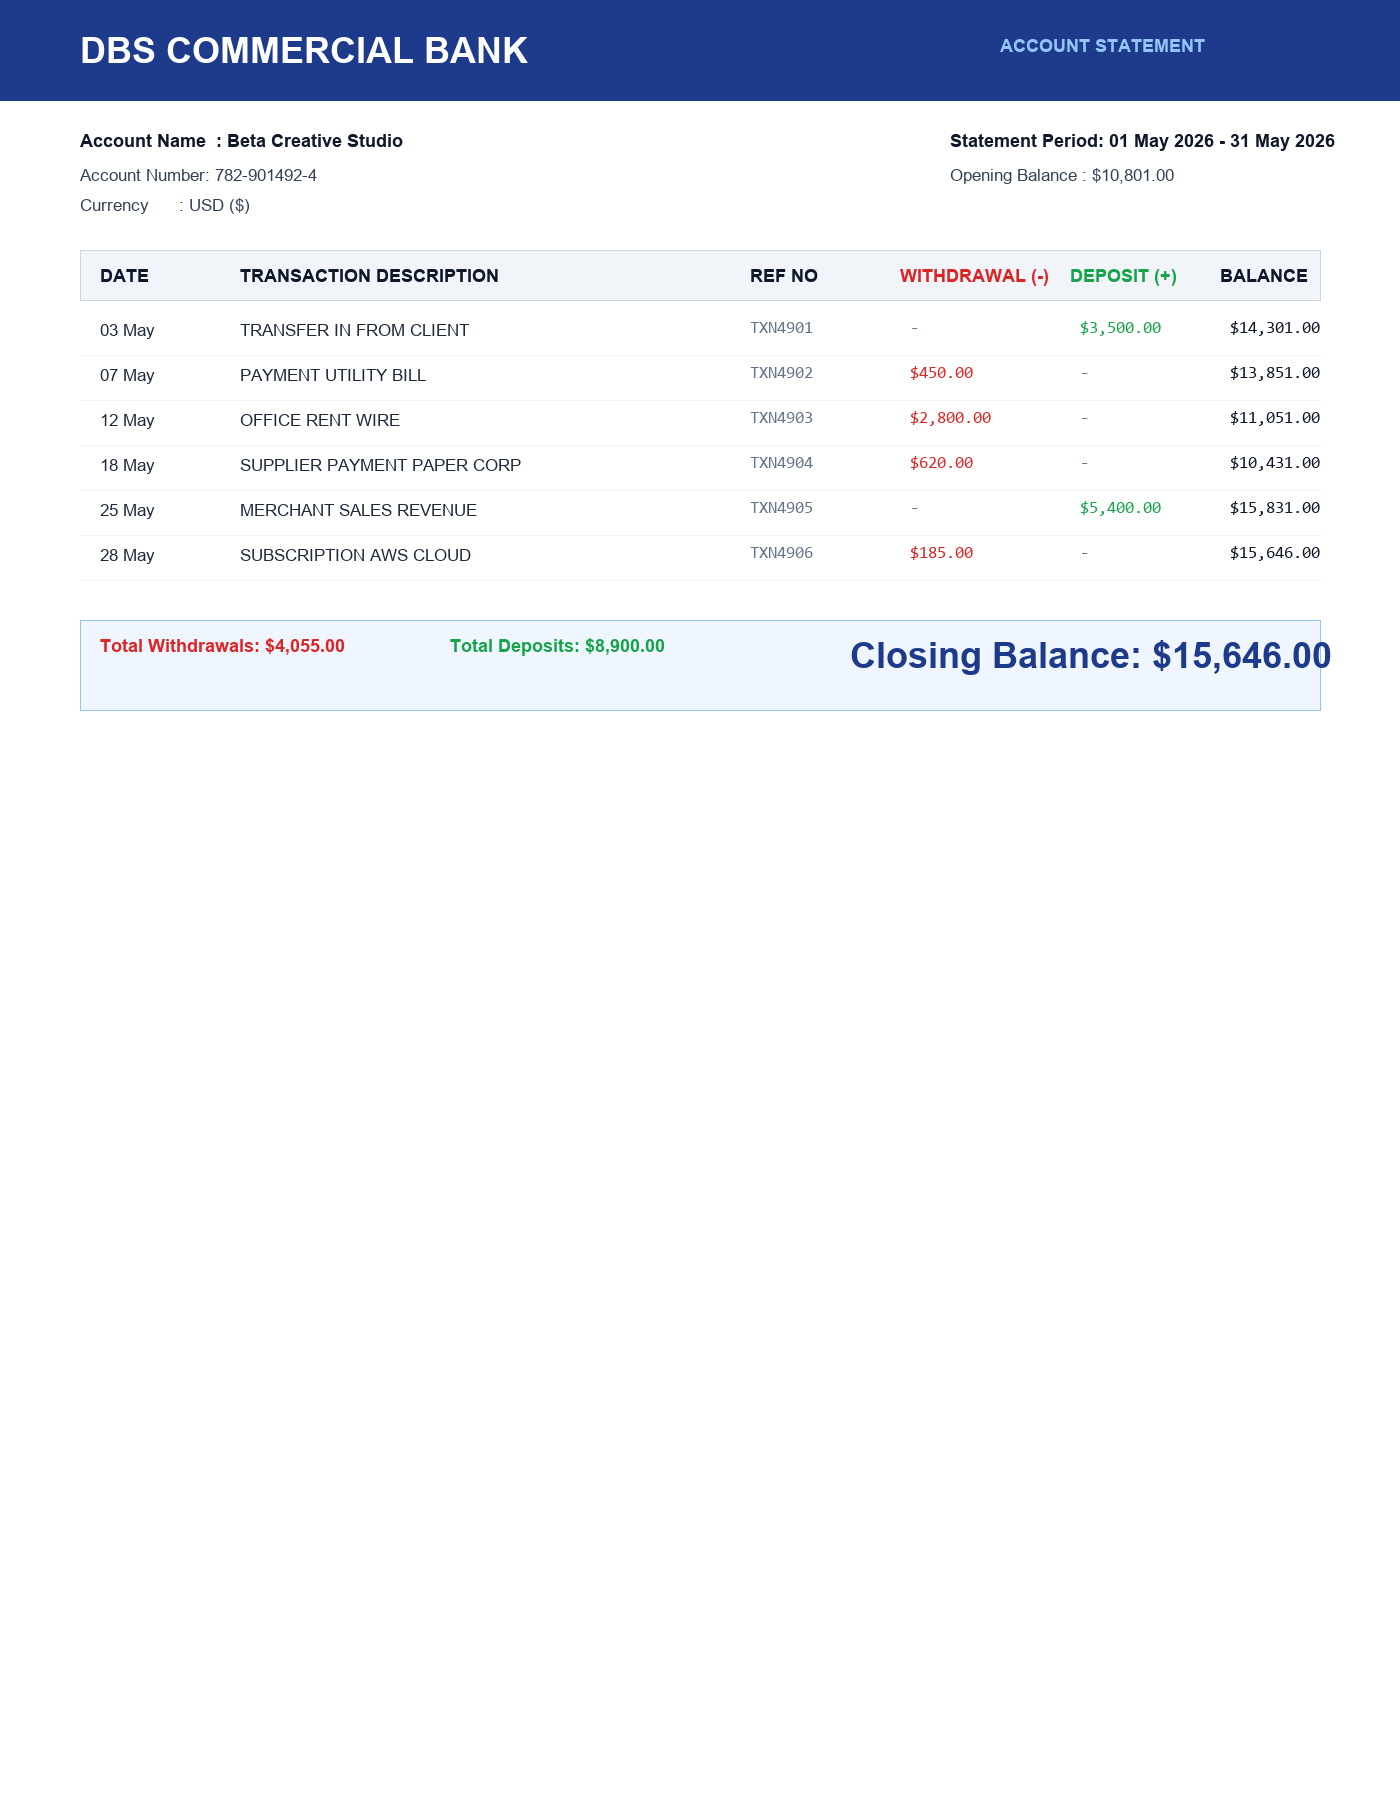 DBS COMMERCIAL BANK ACCOUNT STATEMENT
Account Name : Beta Creative Studio Statement Period: 01 May 2026 - 31 May 2026
Account Number: 782-901492-4 Opening Balance : $10,801.00
Currency : USD ($)
DATE TRANSACTION DESCRIPTION REF NO WITHDRAWAL (-) DEPOSIT (+) BALANCE
03 May TRANSFER IN FROM CLIENT TXN4901 - $3,500.00 $14,301.00
07 May PAYMENT UTILITY BILL TXN4902 $450.00 - $13,851.00
12 May OFFICE RENT WIRE TXN4903 $2,800.00 - $11,051.00
18 May SUPPLIER PAYMENT PAPER CORP TXN4904 $620.00 - $10,431.00
25 May MERCHANT SALES REVENUE TXN4905 - $5,400.00 $15,831.00
28 May SUBSCRIPTION AWS CLOUD TXN4906 $185.00 - $15,646.00
Total Withdrawals: $4,055.00 Total Deposits: $8,900.00 Closing Balance: $15,646.00